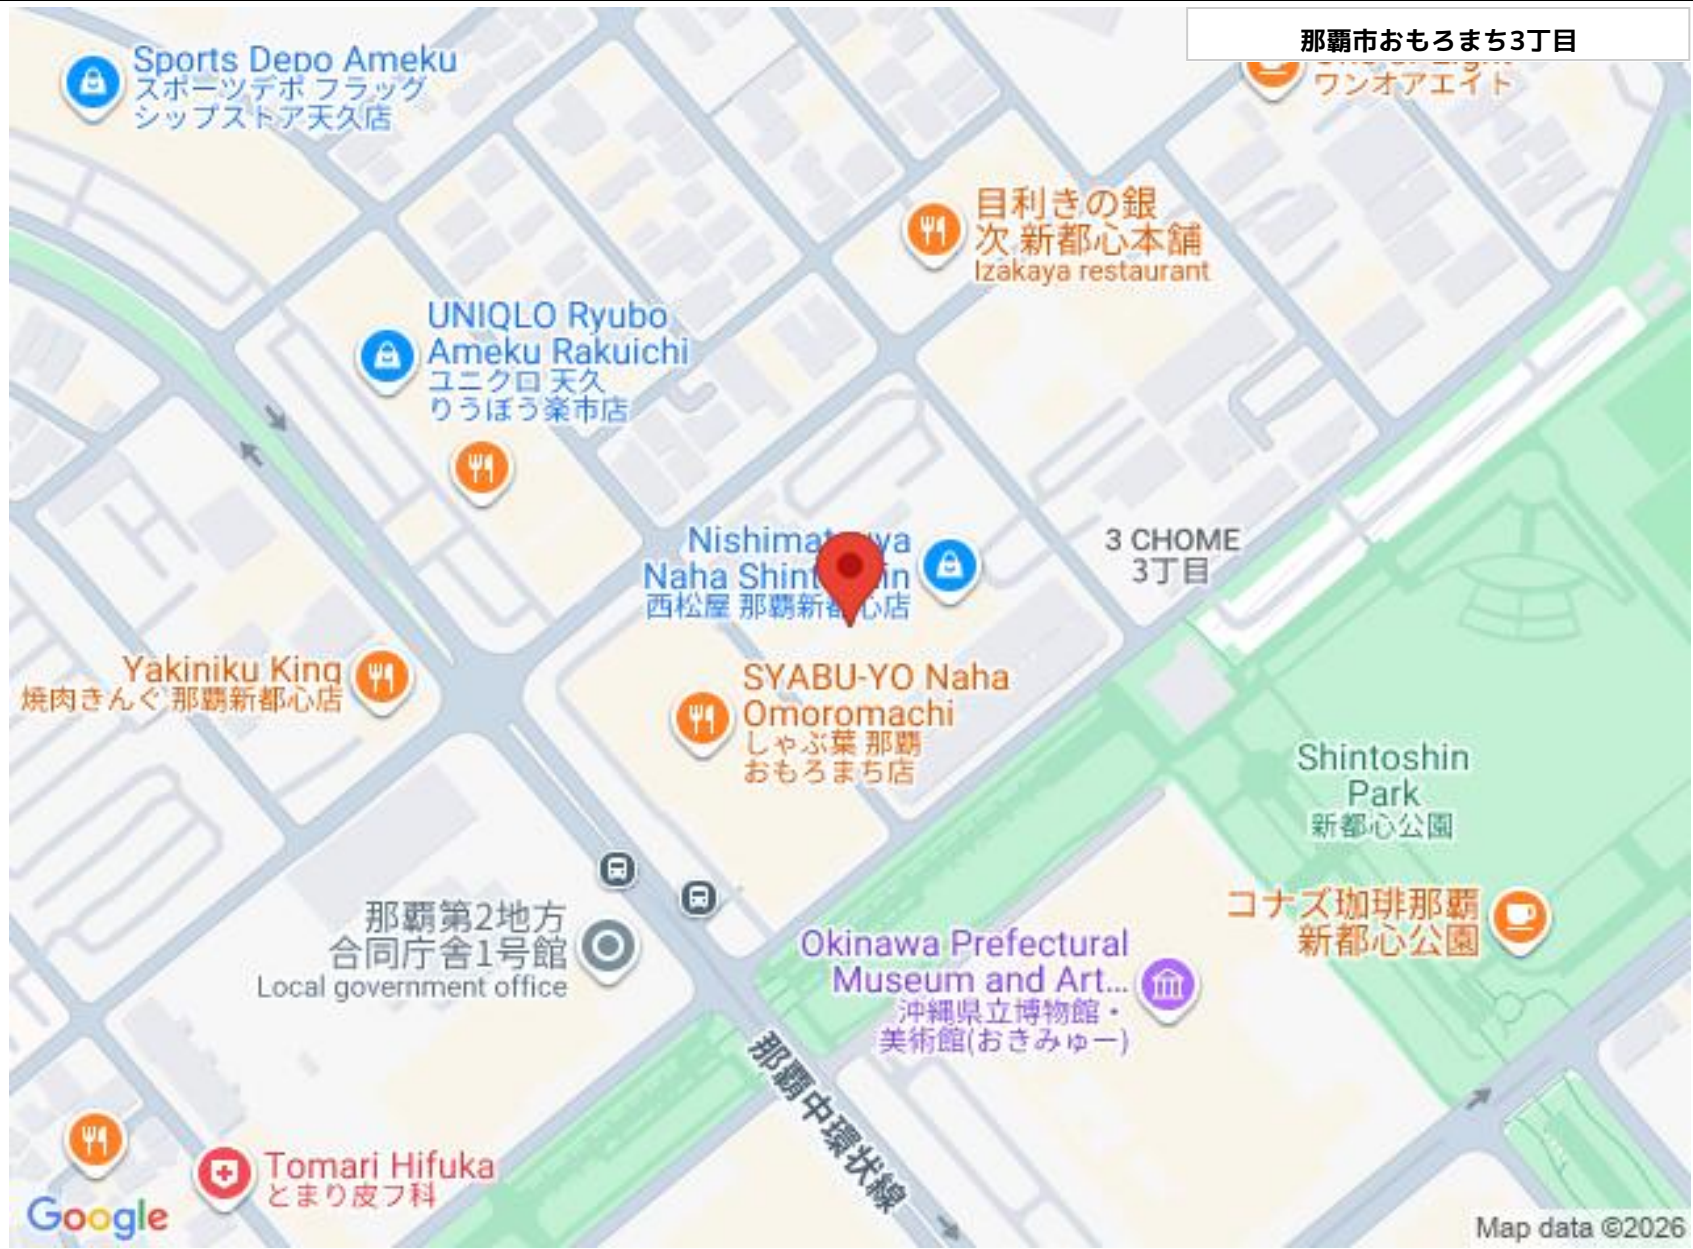 那覇市おもろまち3丁目
Sports Depo Ameku
スポーツデポ フラッグ
シップストア天久店
ワンオアエイト
目利きの銀
次 新都心本舗
Izakaya restaurant
UNIQLO Ryubo
Ameku Rakuichi
ユニクロ 天久
りうぼう楽市店
Naha
西松屋 那覇新都心店
3 CHOME
3丁目
Yakiniku King
焼肉きんぐ 那覇新都心店
SYABU-YO Naha
Omoromachi
しゃぶ葉 那覇
おもろまち店
Shintoshin
Park
新都心公園
那覇第2地方
合同庁舎1号館
Local government office
コナズ珈琲那覇
新都心公園
Okinawa Prefectural
Museum and Art...
沖縄県立博物館・
美術館(おきみゅー)
那覇中環状線
Tomari Hifuka
とまり皮フ科
Google
Map data ©2026